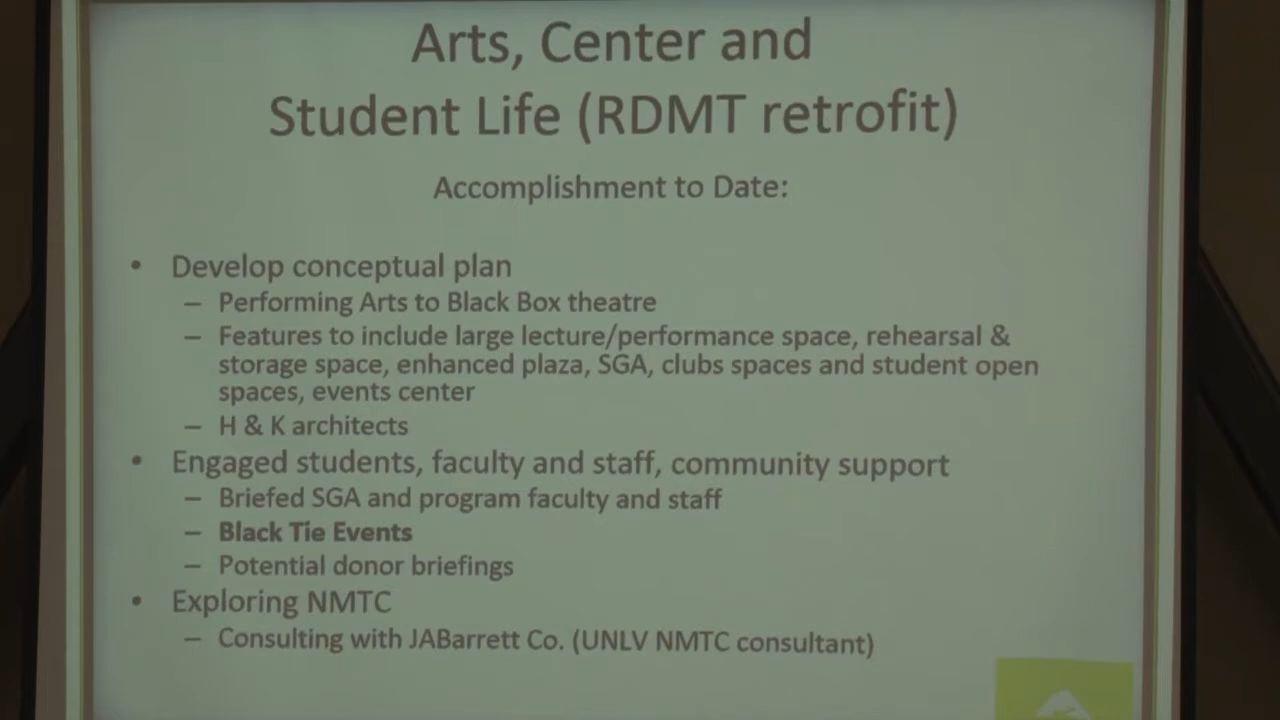 Arts, Center and
Student Life (RDMT retrofit)
Accomplishment to Date:
• Develop conceptual plan
– Performing Arts to Black Box theatre
– Features to include large lecture/performance space, rehearsal &
storage space, enhanced plaza, SGA, clubs spaces and student open
spaces, events center
– H & K architects
• Engaged students, faculty and staff, community support
– Briefed SGA and program faculty and staff
– Black Tie Events
– Potential donor briefings
• Exploring NMTC
– Consulting with JABarrett Co. (UNLV NMTC consultant)